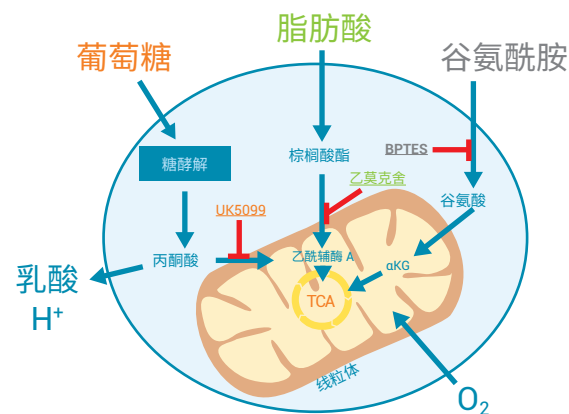 脂肪酸
葡萄糖
谷氨酰胺
糖酵解
棕榈酸酯
BPTES
乙莫克舍
谷氨酸
UK5099
丙酮酸
乙酰辅酶 A
αKG
乳酸
H⁺
TCA
线粒体
O₂